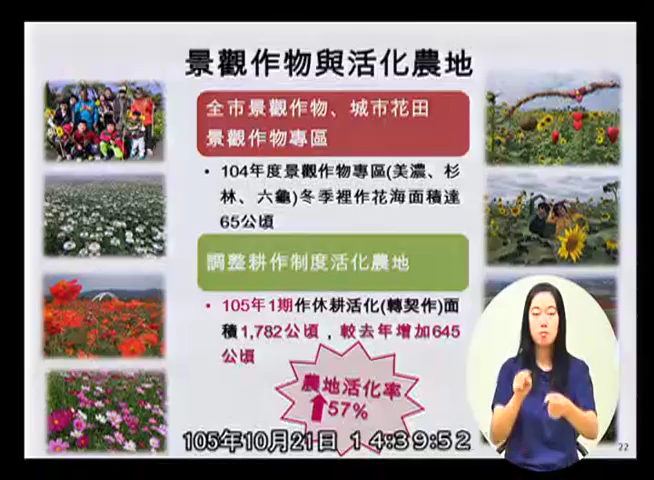 景觀作物與活化農地
全市景觀作物、城市花田
景觀作物專區
• 104年度景觀作物專區(美濃、杉
林、六龜)冬季裡作花海面積達
65公頃
調整耕作制度活化農地
• 105年1期作休耕活化(轉契作)面
積1,782公頃，較去年增加645
公頃
農地活化率
57%
105年10月21日 14:39:52
22